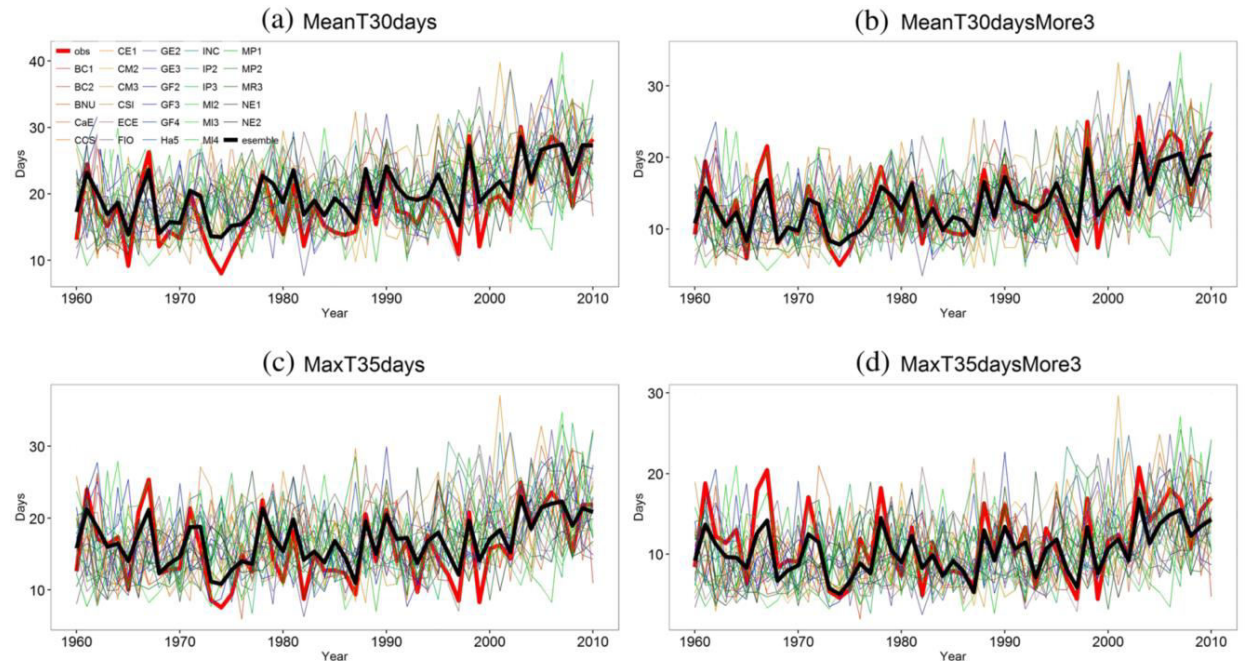 (a) MeanT30days
(b) MeanT30daysMore3
obs CE1 GE2 INC MP1
BC1 CM2 GE3 IP2 MP2
BC2 CM3 GF2 IP3 MR3
BNU CSI GF3 MI2 NE1
CaE ECE GF4 MI3 NE2
CCS FIO Ha5 MI4 esemble
Days
40
30
20
10
1960 1970 1980 1990 2000 2010
Year
Days
30
20
10
1960 1970 1980 1990 2000 2010
Year
(c) MaxT35days
(d) MaxT35daysMore3
Days
30
20
10
1960 1970 1980 1990 2000 2010
Year
Days
30
20
10
1960 1970 1980 1990 2000 2010
Year